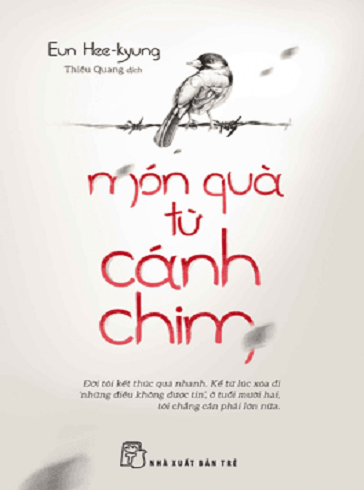 Eun Hee-kyung
Thiều Quang dịch
món quà
từ
cánh
chim
Đời tôi kết thúc quá nhanh. Kể từ lúc xóa đi
'những điều không được tin', ở tuổi mười hai,
tôi chẳng cần phải lớn nữa.
NHÀ XUẤT BẢN TRẺ